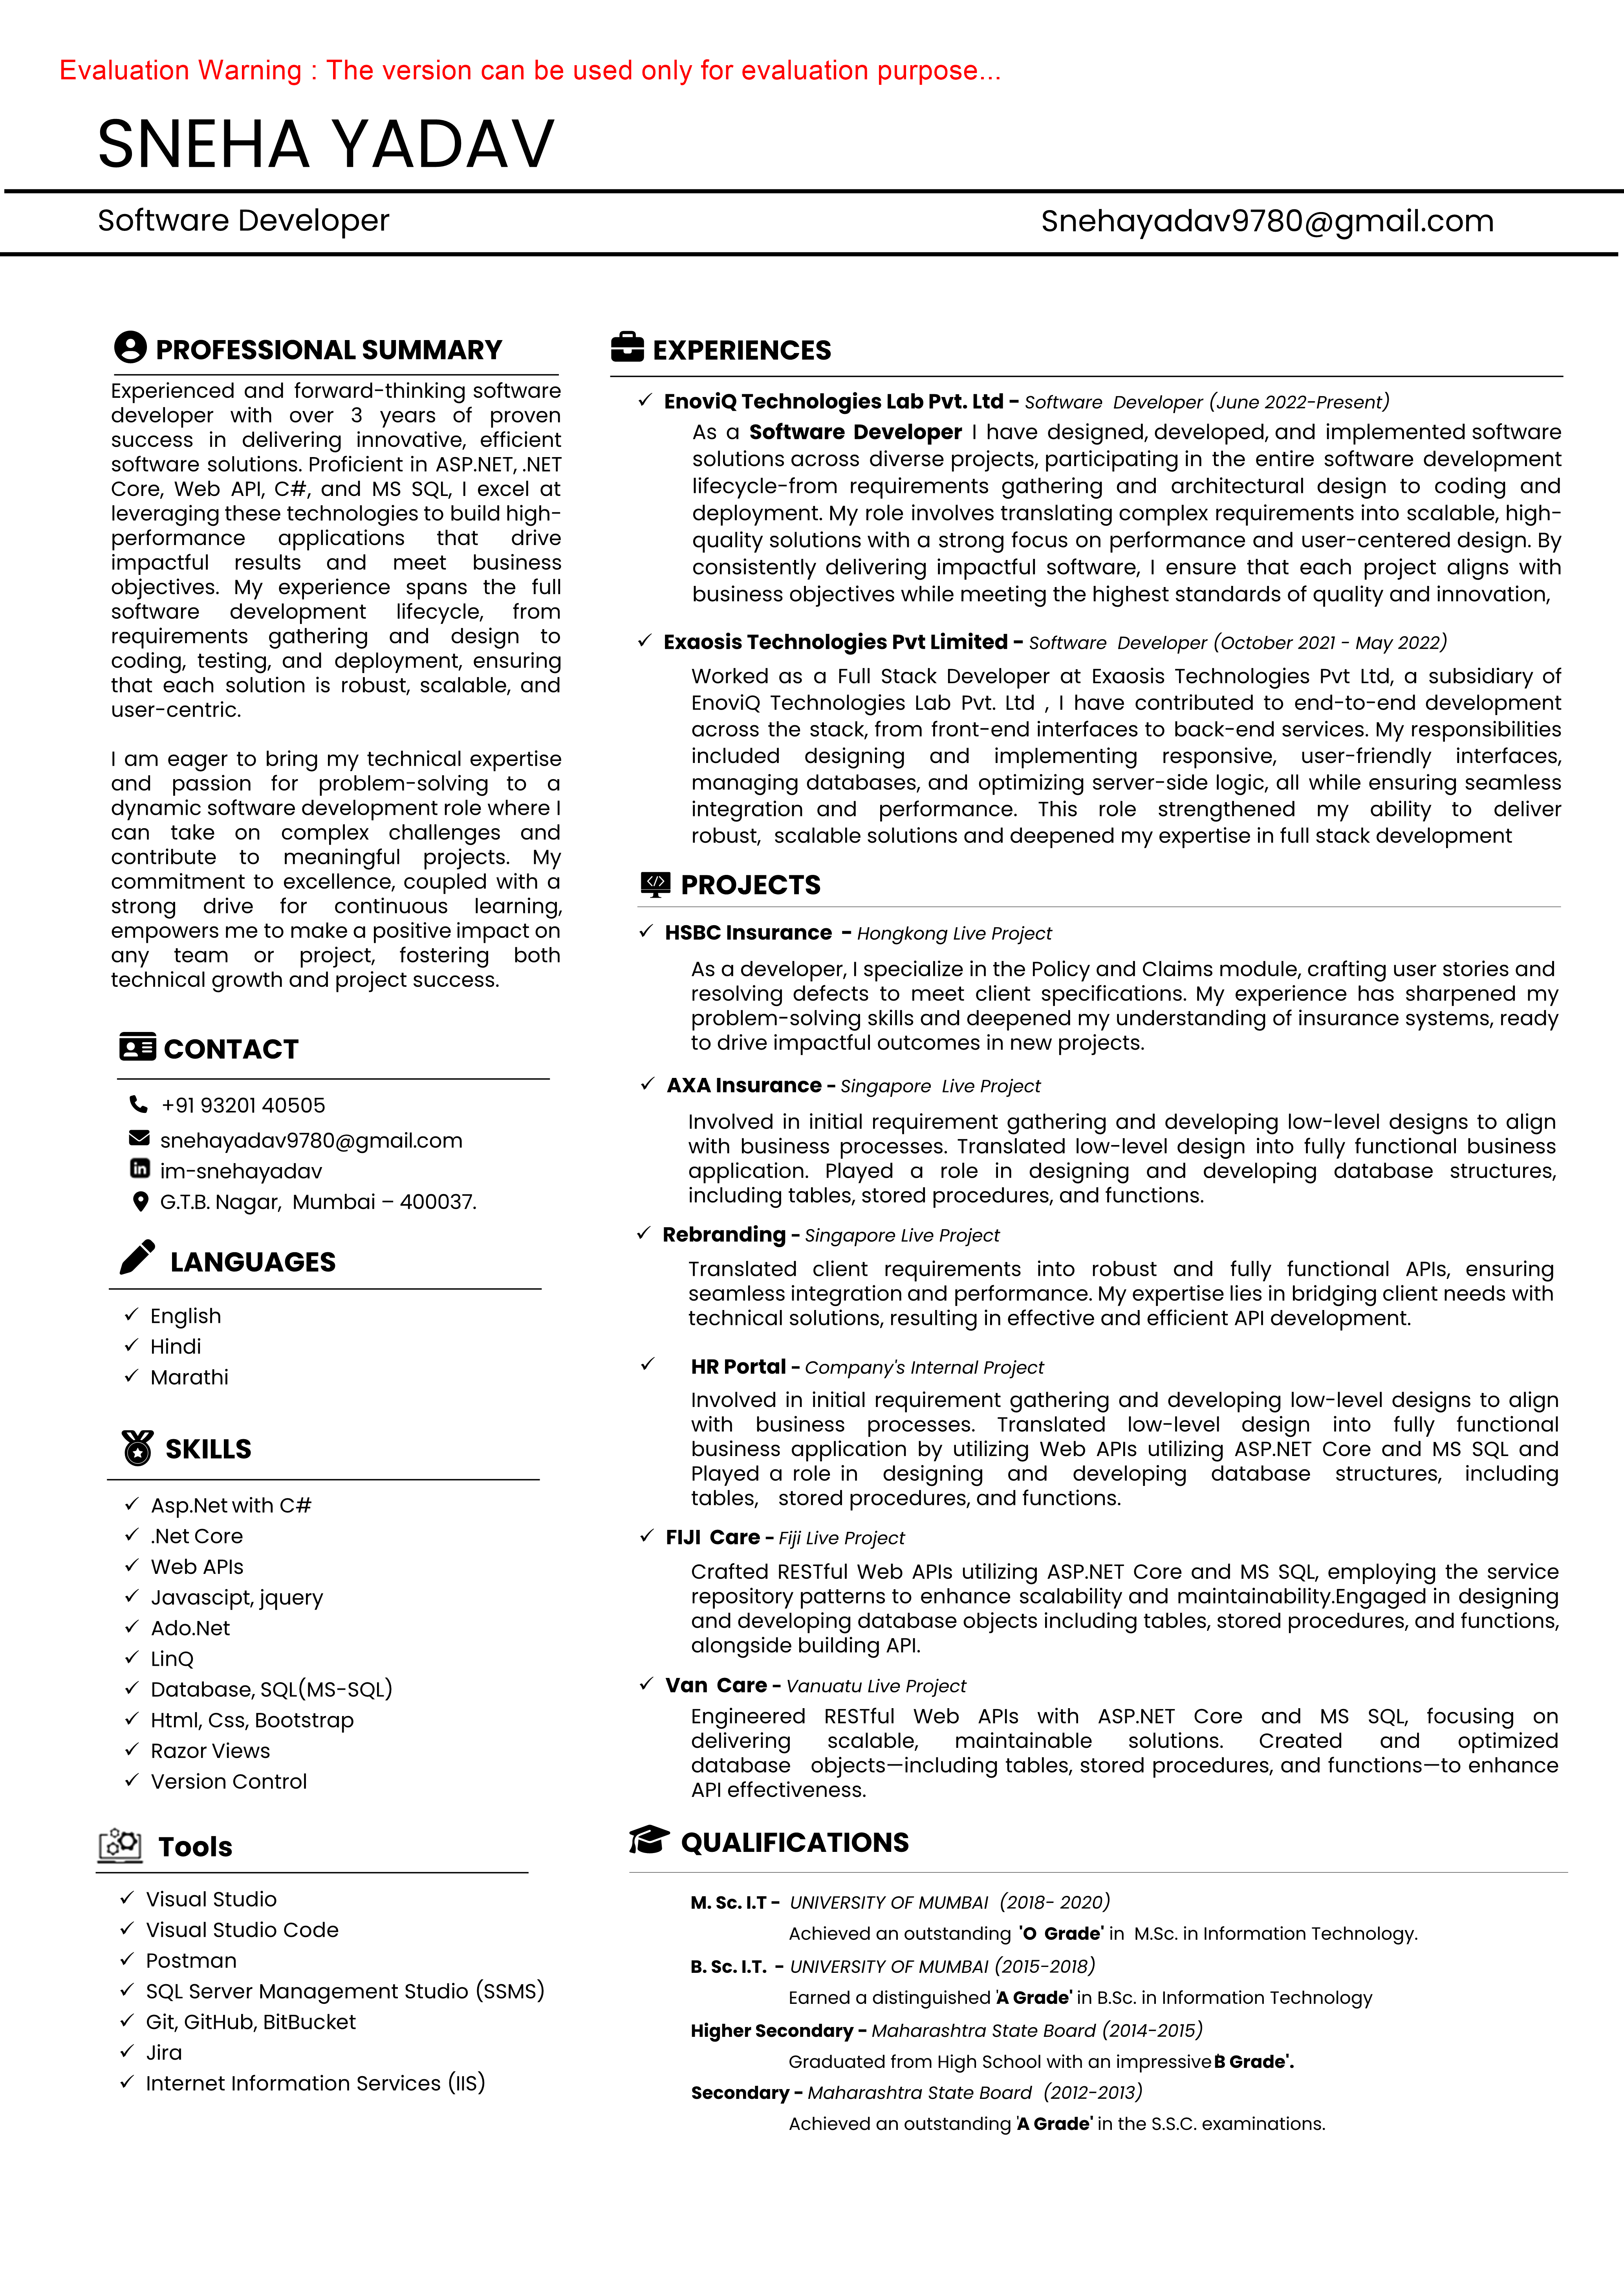 Evaluation Warning : The version can be used only for evaluation purpose...
SNEHA YADAV
Software Developer
Snehayadav9780@gmail.com
PROFESSIONAL SUMMARY
Experienced and forward-thinking software
developer with over 3 years of proven
success in delivering innovative, efficient
software solutions. Proficient in ASP.NET, .NET
Core, Web API, C#, and MS SQL, I excel at
leveraging these technologies to build high-
performance applications that drive
impactful results and meet business
objectives. My experience spans the full
software development lifecycle, from
requirements gathering and design to
coding, testing, and deployment, ensuring
that each solution is robust, scalable, and
user-centric.
I am eager to bring my technical expertise
and passion for problem-solving to a
dynamic software development role where I
can take on complex challenges and
contribute to meaningful projects. My
commitment to excellence, coupled with a
strong drive for continuous learning,
empowers me to make a positive impact on
any team or project, fostering both
technical growth and project success.
CONTACT
+91 93201 40505
snehayadav9780@gmail.com
im-snehayadav
G.T.B. Nagar, Mumbai – 400037.
LANGUAGES
✓ English
✓ Hindi
✓ Marathi
SKILLS
✓ Asp.Net with C#
✓ .Net Core
✓ Web APIs
✓ Javascipt, jquery
✓ Ado.Net
✓ LinQ
✓ Database, SQL(MS-SQL)
✓ Html, Css, Bootstrap
✓ Razor Views
✓ Version Control
Tools
✓ Visual Studio
✓ Visual Studio Code
✓ Postman
✓ SQL Server Management Studio (SSMS)
✓ Git, GitHub, BitBucket
✓ Jira
✓ Internet Information Services (IIS)
EXPERIENCES
✓ EnoviQ Technologies Lab Pvt. Ltd - Software Developer (June 2022-Present)
As a Software Developer I have designed, developed, and implemented software
solutions across diverse projects, participating in the entire software development
lifecycle-from requirements gathering and architectural design to coding and
deployment. My role involves translating complex requirements into scalable, high-
quality solutions with a strong focus on performance and user-centered design. By
consistently delivering impactful software, I ensure that each project aligns with
business objectives while meeting the highest standards of quality and innovation,
✓ Exaosis Technologies Pvt Limited - Software Developer (October 2021 - May 2022)
Worked as a Full Stack Developer at Exaosis Technologies Pvt Ltd, a subsidiary of
EnoviQ Technologies Lab Pvt. Ltd , I have contributed to end-to-end development
across the stack, from front-end interfaces to back-end services. My responsibilities
included designing and implementing responsive, user-friendly interfaces,
managing databases, and optimizing server-side logic, all while ensuring seamless
integration and performance. This role strengthened my ability to deliver
robust, scalable solutions and deepened my expertise in full stack development
PROJECTS
✓ HSBC Insurance - Hongkong Live Project
As a developer, I specialize in the Policy and Claims module, crafting user stories and
resolving defects to meet client specifications. My experience has sharpened my
problem-solving skills and deepened my understanding of insurance systems, ready
to drive impactful outcomes in new projects.
✓ AXA Insurance - Singapore Live Project
Involved in initial requirement gathering and developing low-level designs to align
with business processes. Translated low-level design into fully functional business
application. Played a role in designing and developing database structures,
including tables, stored procedures, and functions.
✓ Rebranding - Singapore Live Project
Translated client requirements into robust and fully functional APIs, ensuring
seamless integration and performance. My expertise lies in bridging client needs with
technical solutions, resulting in effective and efficient API development.
✓ HR Portal - Company's Internal Project
Involved in initial requirement gathering and developing low-level designs to align
with business processes. Translated low-level design into fully functional
business application by utilizing Web APIs utilizing ASP.NET Core and MS SQL and
Played a role in designing and developing database structures, including
tables, stored procedures, and functions.
✓ FIJI Care - Fiji Live Project
Crafted RESTful Web APIs utilizing ASP.NET Core and MS SQL, employing the service
repository patterns to enhance scalability and maintainability.Engaged in designing
and developing database objects including tables, stored procedures, and functions,
alongside building API.
✓ Van Care - Vanuatu Live Project
Engineered RESTful Web APIs with ASP.NET Core and MS SQL, focusing on
delivering scalable, maintainable solutions. Created and optimized
database objects—including tables, stored procedures, and functions—to enhance
API effectiveness.
QUALIFICATIONS
M. Sc. I.T - UNIVERSITY OF MUMBAI (2018- 2020)
Achieved an outstanding 'O Grade' in M.Sc. in Information Technology.
B. Sc. I.T. - UNIVERSITY OF MUMBAI (2015-2018)
Earned a distinguished 'A Grade' in B.Sc. in Information Technology
Higher Secondary - Maharashtra State Board (2014-2015)
Graduated from High School with an impressive 'B Grade'.
Secondary - Maharashtra State Board (2012-2013)
Achieved an outstanding 'A Grade' in the S.S.C. examinations.